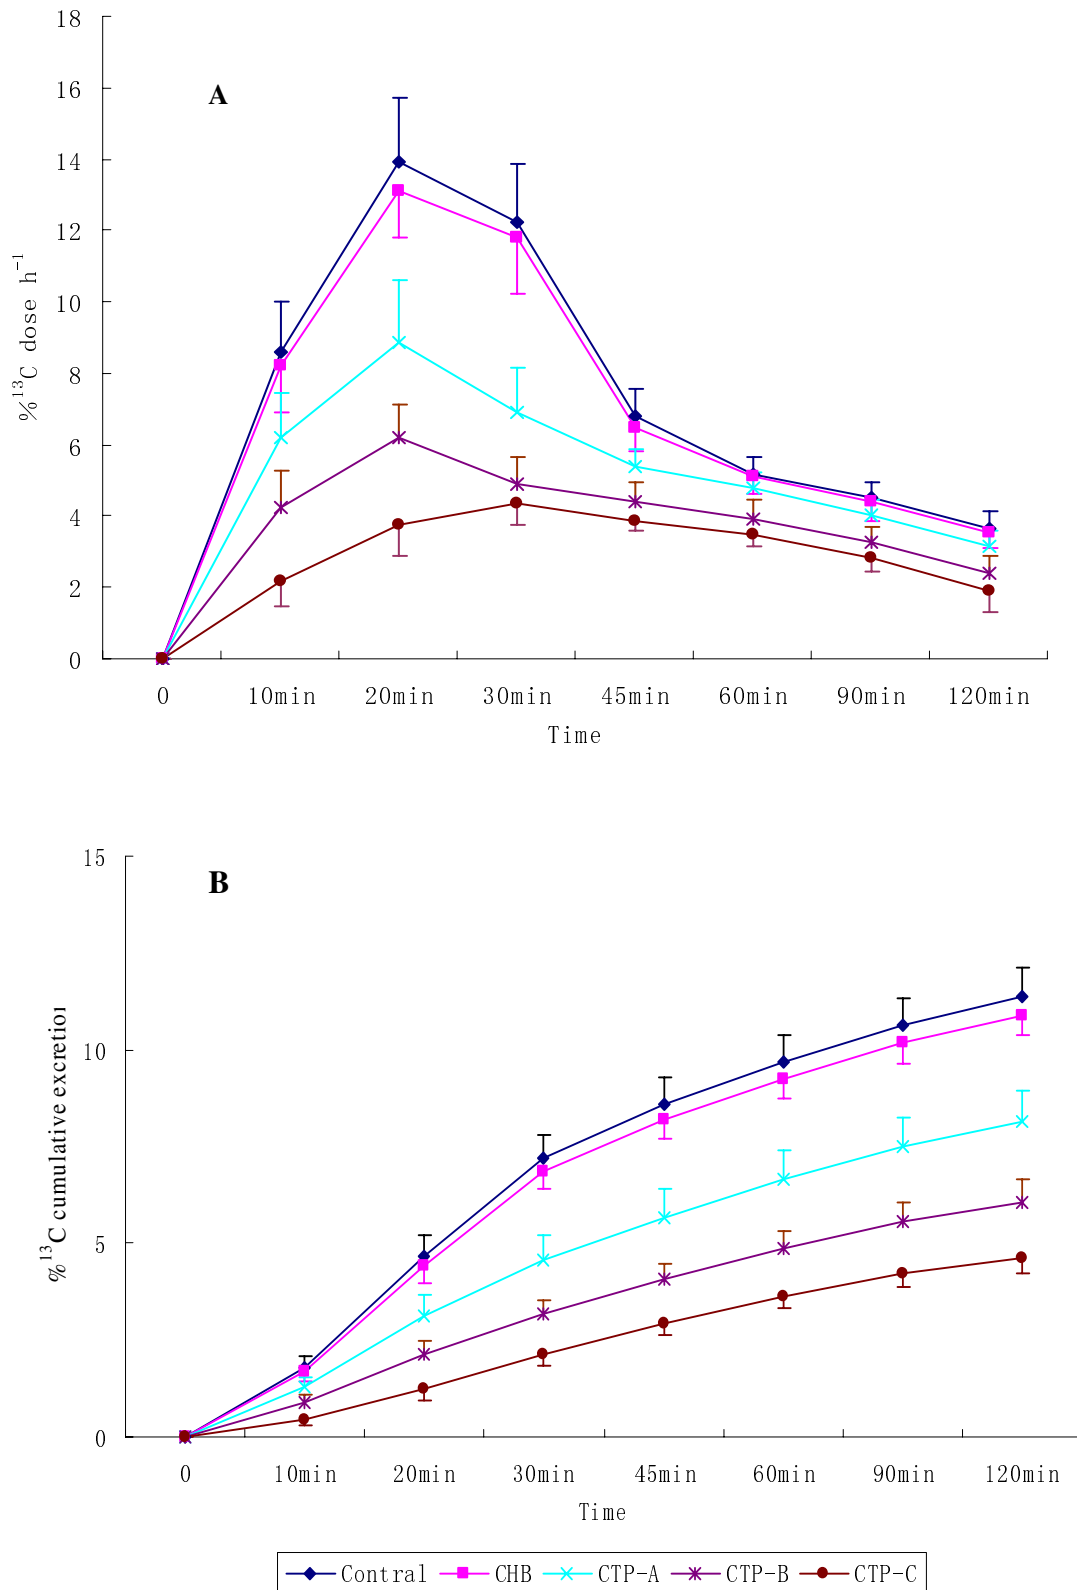 A
18
16
14
12
10
8
6
4
2
0
%¹³C dose h⁻¹
0 10min 20min 30min 45min 60min 90min 120min
Time
B
15
10
5
0
%¹³C cumulative excretion
0 10min 20min 30min 45min 60min 90min 120min
Time
Contral CHB CTP-A CTP-B CTP-C